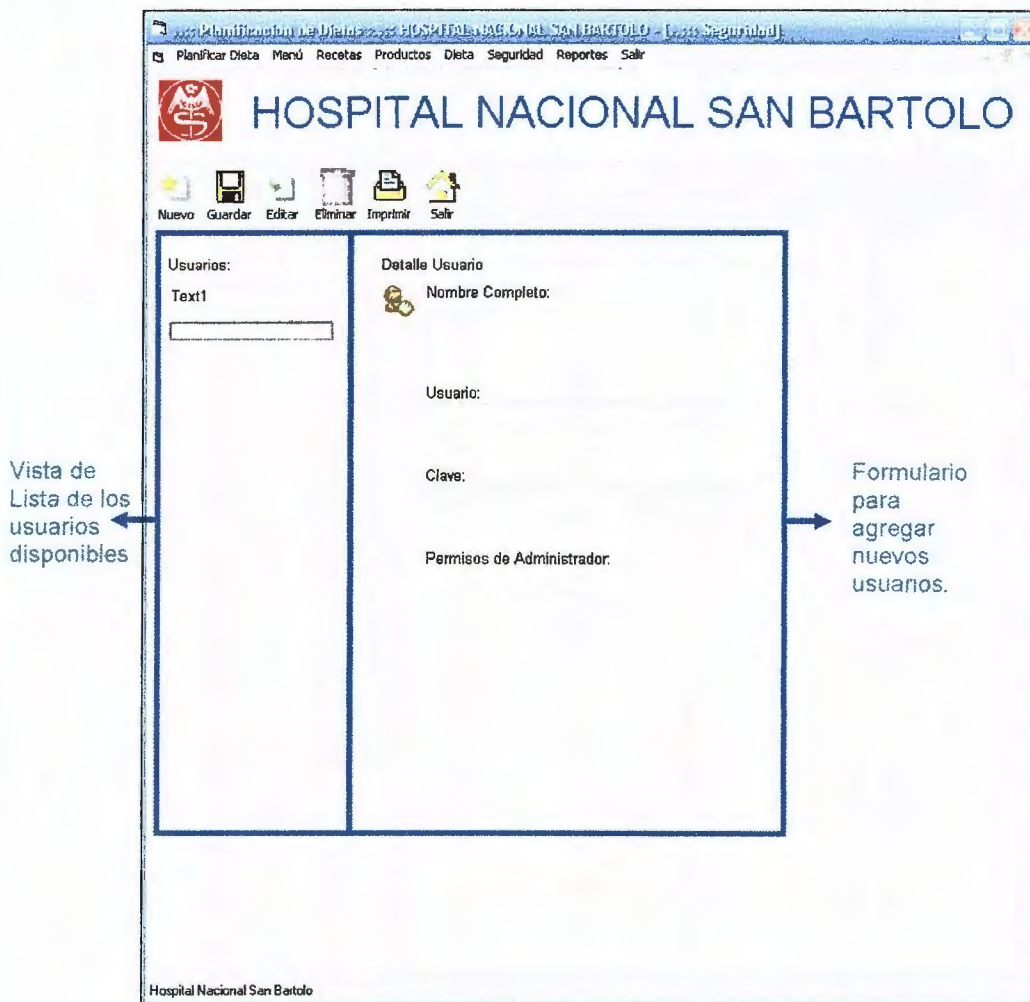 ..:: Planificacion de Dietas ::.. :: HOSPITAL NACIONAL SAN BARTOLO - [..::: Seguridad]
Planificar Dieta Menú Recetas Productos Dieta Seguridad Reportes Salir
HOSPITAL NACIONAL SAN BARTOLO
Nuevo Guardar Editar Eliminar Imprimir Salir
Usuarios:
Text1
Detalle Usuario
Nombre Completo:
Usuario:
Clave:
Permisos de Administrador:
Vista de
Lista de los
usuarios
disponibles
Formulario
para
agregar
nuevos
usuarios.
Hospital Nacional San Bartolo